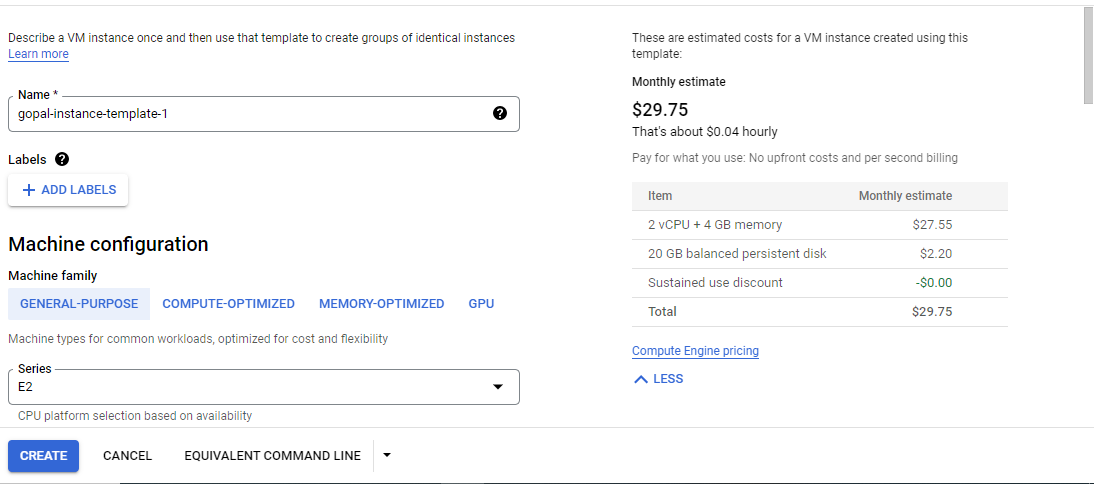 Describe a VM instance once and then use that template to create groups of identical instances
Learn more
Name *
gopal-instance-template-1
Labels
ADD LABELS
Machine configuration
Machine family
GENERAL-PURPOSE COMPUTE-OPTIMIZED MEMORY-OPTIMIZED GPU
Machine types for common workloads, optimized for cost and flexibility
Series
E2
CPU platform selection based on availability
These are estimated costs for a VM instance created using this
template:
Monthly estimate
$29.75
That's about $0.04 hourly
Pay for what you use: No upfront costs and per second billing
Item Monthly estimate
2 vCPU + 4 GB memory $27.55
20 GB balanced persistent disk $2.20
Sustained use discount -$0.00
Total $29.75
Compute Engine pricing
LESS
CREATE CANCEL EQUIVALENT COMMAND LINE